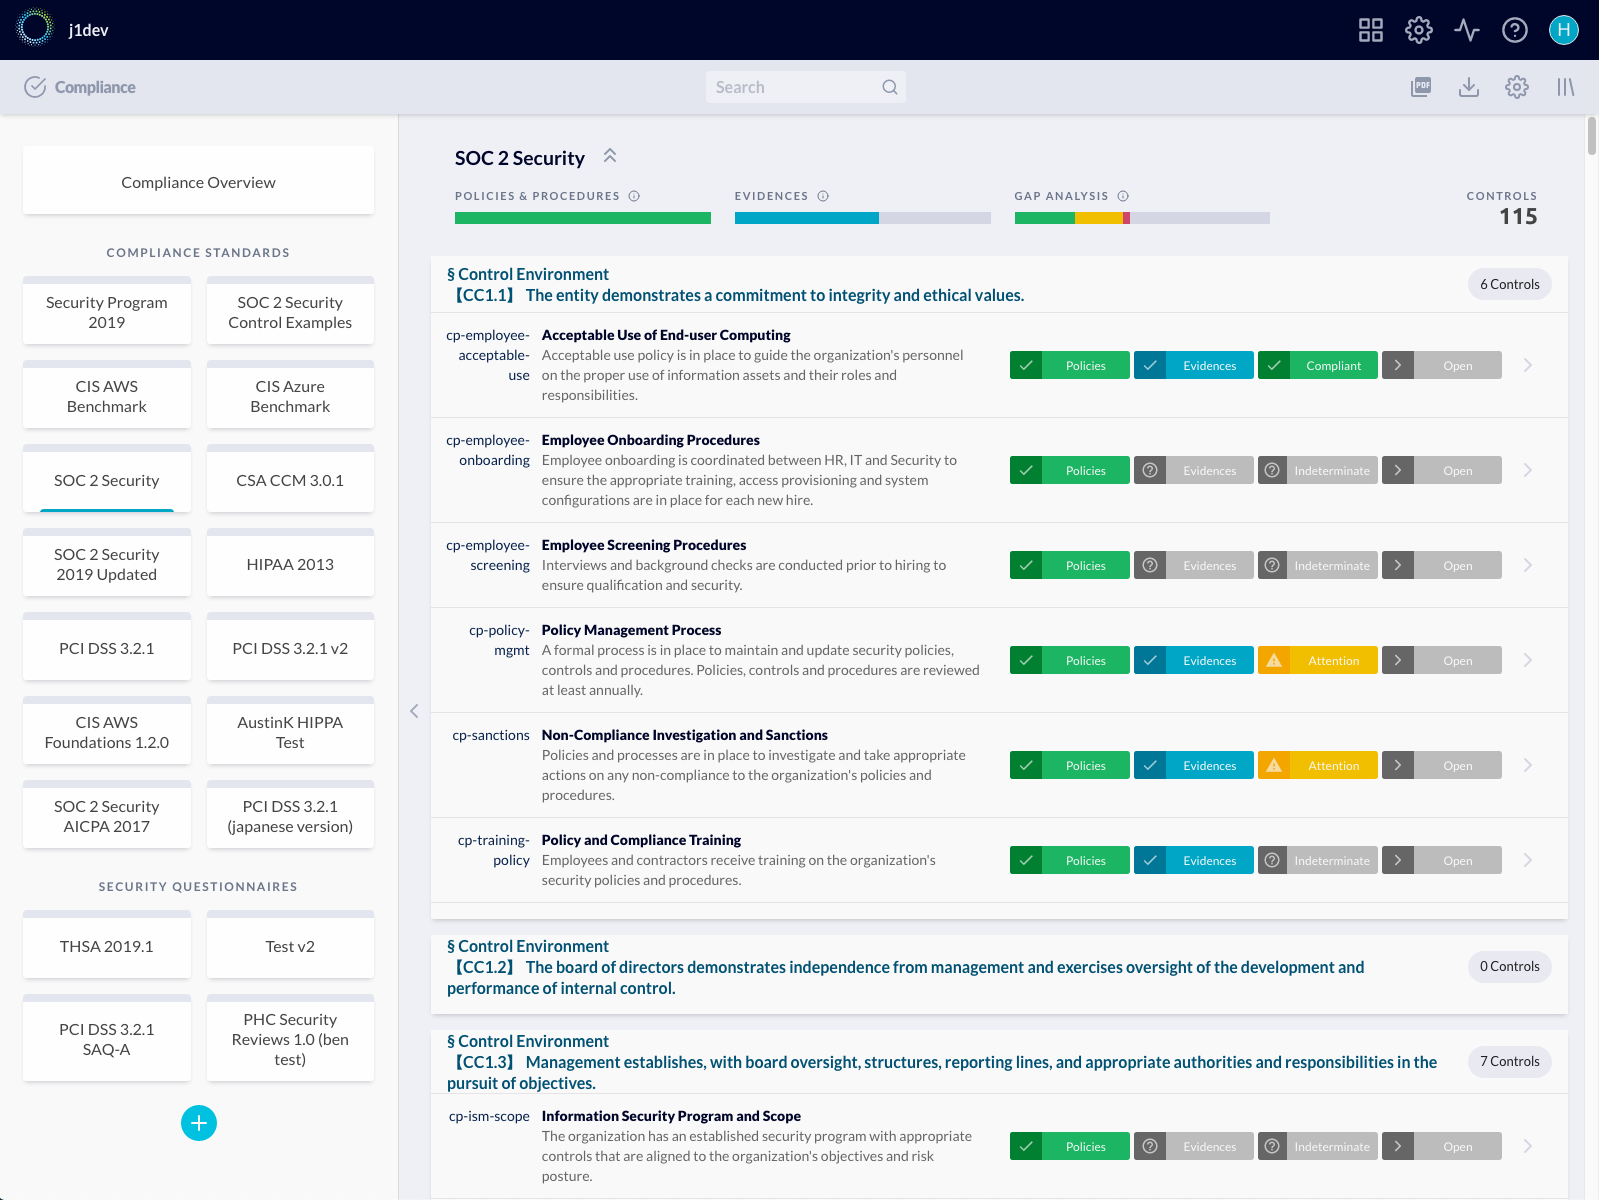 j1dev
H
Compliance
Search
PDF
Compliance Overview
COMPLIANCE STANDARDS
Security Program
2019
SOC 2 Security
Control Examples
CIS AWS
Benchmark
CIS Azure
Benchmark
SOC 2 Security
CSA CCM 3.0.1
SOC 2 Security
2019 Updated
HIPAA 2013
PCI DSS 3.2.1
PCI DSS 3.2.1 v2
CIS AWS
Foundations 1.2.0
AustinK HIPPA
Test
SOC 2 Security
AICPA 2017
PCI DSS 3.2.1
(japanese version)
SECURITY QUESTIONNAIRES
THSA 2019.1
Test v2
PCI DSS 3.2.1
SAQ-A
PHC Security
Reviews 1.0 (ben
test)
SOC 2 Security
POLICIES & PROCEDURES
EVIDENCES
GAP ANALYSIS
CONTROLS
115
§ Control Environment
【CC1.1】 The entity demonstrates a commitment to integrity and ethical values.
6 Controls
cp-employee-
acceptable-
use
Acceptable Use of End-user Computing
Acceptable use policy is in place to guide the organization's personnel
on the proper use of information assets and their roles and
responsibilities.
Policies
Evidences
Compliant
Open
cp-employee-
onboarding
Employee Onboarding Procedures
Employee onboarding is coordinated between HR, IT and Security to
ensure the appropriate training, access provisioning and system
configurations are in place for each new hire.
Policies
Evidences
Indeterminate
Open
cp-employee-
screening
Employee Screening Procedures
Interviews and background checks are conducted prior to hiring to
ensure qualification and security.
Policies
Evidences
Indeterminate
Open
cp-policy-
mgmt
Policy Management Process
A formal process is in place to maintain and update security policies,
controls and procedures. Policies, controls and procedures are reviewed
at least annually.
Policies
Evidences
Attention
Open
cp-sanctions
Non-Compliance Investigation and Sanctions
Policies and processes are in place to investigate and take appropriate
actions on any non-compliance to the organization's policies and
procedures.
Policies
Evidences
Attention
Open
cp-training-
policy
Policy and Compliance Training
Employees and contractors receive training on the organization's
security policies and procedures.
Policies
Evidences
Indeterminate
Open
§ Control Environment
【CC1.2】 The board of directors demonstrates independence from management and exercises oversight of the development and
performance of internal control.
0 Controls
§ Control Environment
【CC1.3】 Management establishes, with board oversight, structures, reporting lines, and appropriate authorities and responsibilities in the
pursuit of objectives.
7 Controls
cp-ism-scope
Information Security Program and Scope
The organization has an established security program with appropriate
controls that are aligned to the organization's objectives and risk
posture.
Policies
Evidences
Indeterminate
Open